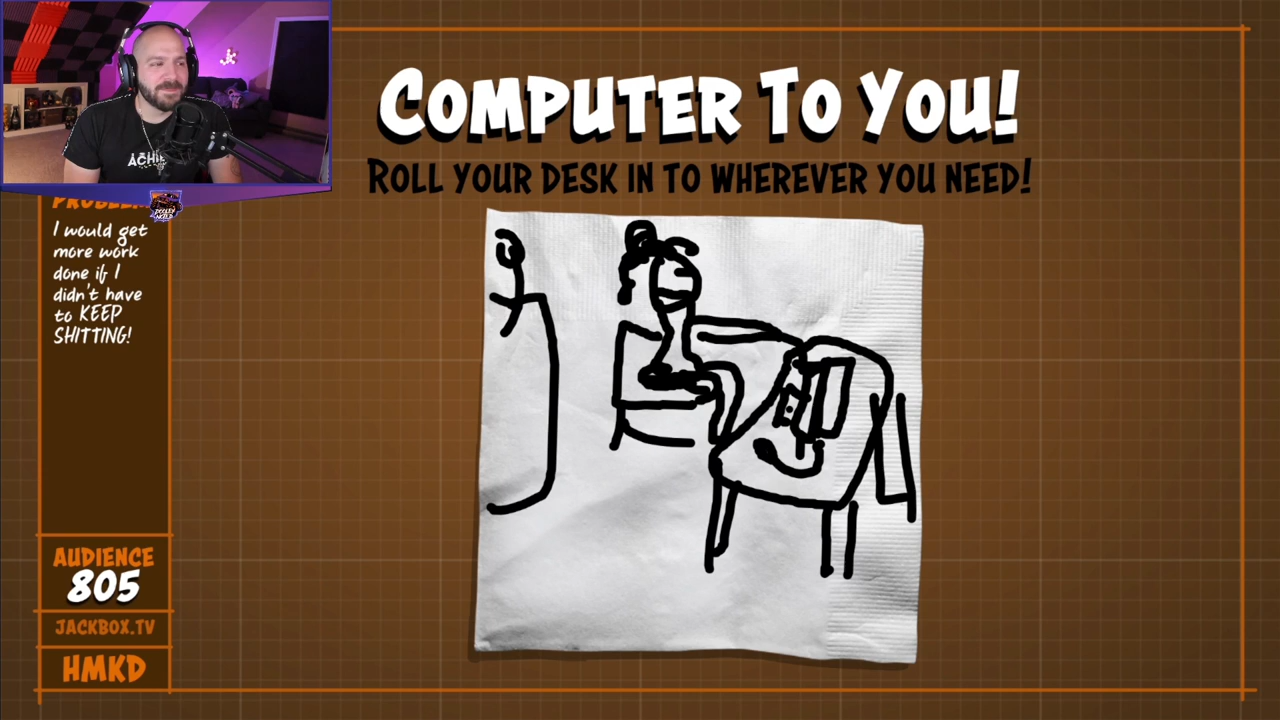 COMPUTER TO YOU!
ROLL YOUR DESK IN TO WHEREVER YOU NEED!
I would get
more work
done if I
didn't have
to KEEP
SHITTING!
AUDIENCE
805
JACKBOX.TV
HMKD